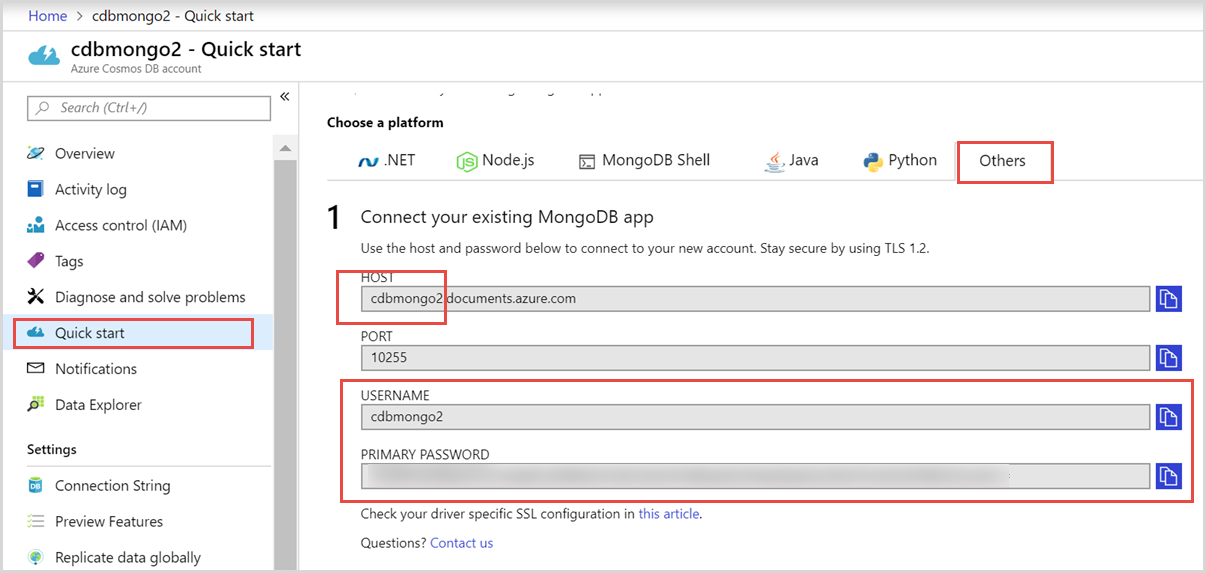 Home > cdbmongo2 - Quick start
cdbmongo2 - Quick start
Azure Cosmos DB account
Search (Ctrl+/)
«
Overview
Activity log
Access control (IAM)
Tags
Diagnose and solve problems
Quick start
Notifications
Data Explorer
Settings
Connection String
Preview Features
Replicate data globally
Choose a platform
.NET
Node.js
MongoDB Shell
Java
Python
Others
1 Connect your existing MongoDB app
Use the host and password below to connect to your new account. Stay secure by using TLS 1.2.
HOST
cdbmongo2.documents.azure.com
PORT
10255
USERNAME
cdbmongo2
PRIMARY PASSWORD
Check your driver specific SSL configuration in this article.
Questions? Contact us